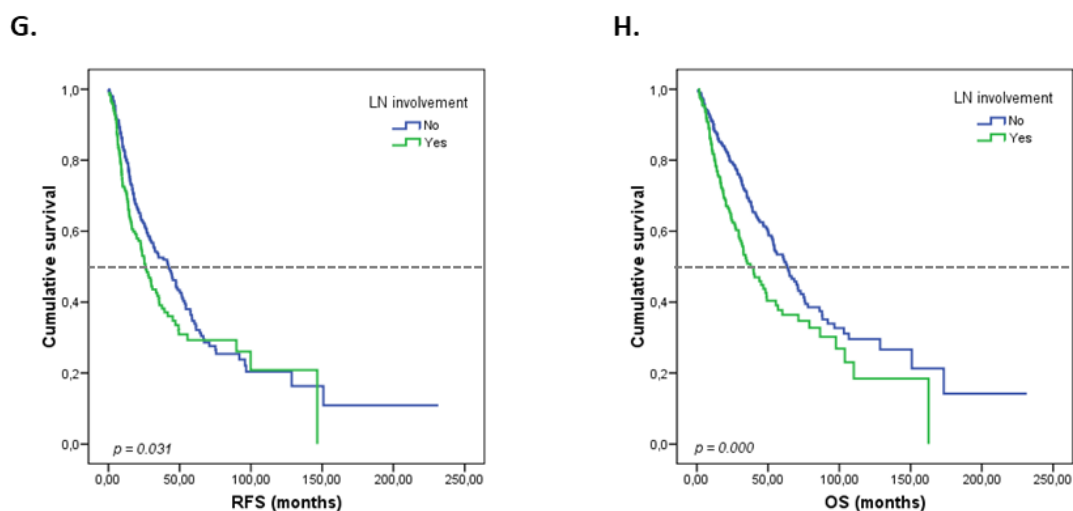 G.
LN involvement
No
Yes
Cumulative survival
1,0
0,8
0,6
0,4
0,2
0,0
p = 0.031
0,00 50,00 100,00 150,00 200,00 250,00
RFS (months)
H.
LN involvement
No
Yes
Cumulative survival
1,0
0,8
0,6
0,4
0,2
0,0
p = 0.000
0,00 50,00 100,00 150,00 200,00 250,00
OS (months)